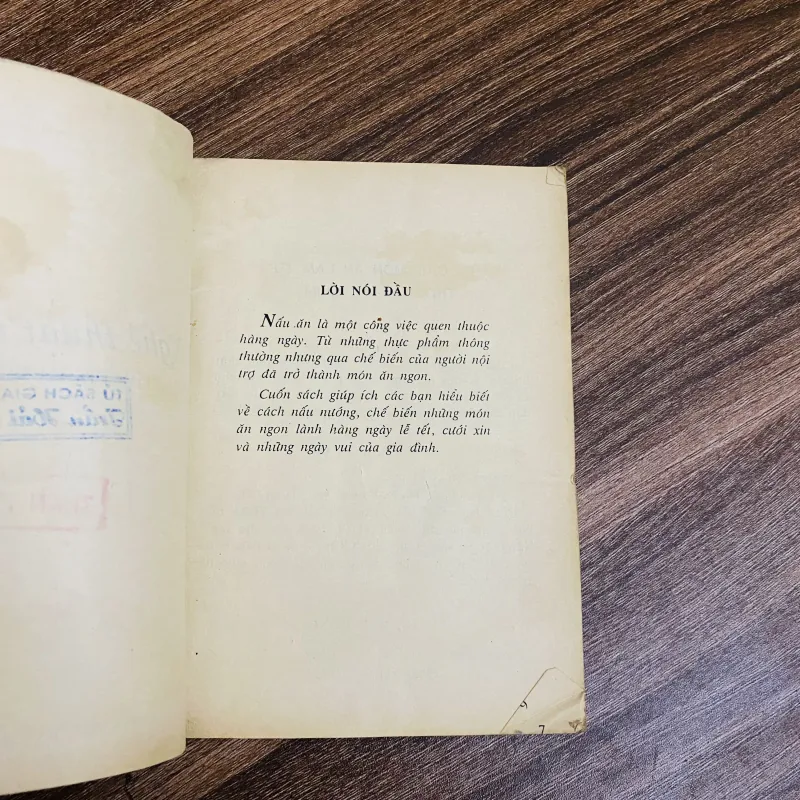 LỜI NÓI ĐẦU
Nấu ăn là một công việc quen thuộc
hàng ngày. Từ những thực phẩm thông
thường nhưng qua chế biến của người nội
trợ đã trở thành món ăn ngon.
Cuốn sách giúp ích các bạn hiểu biết
về cách nấu nướng, chế biến những món
ăn ngon lành hàng ngày lễ tết, cưới xin
và những ngày vui của gia đình.
TỦ SÁCH GIA
9
7